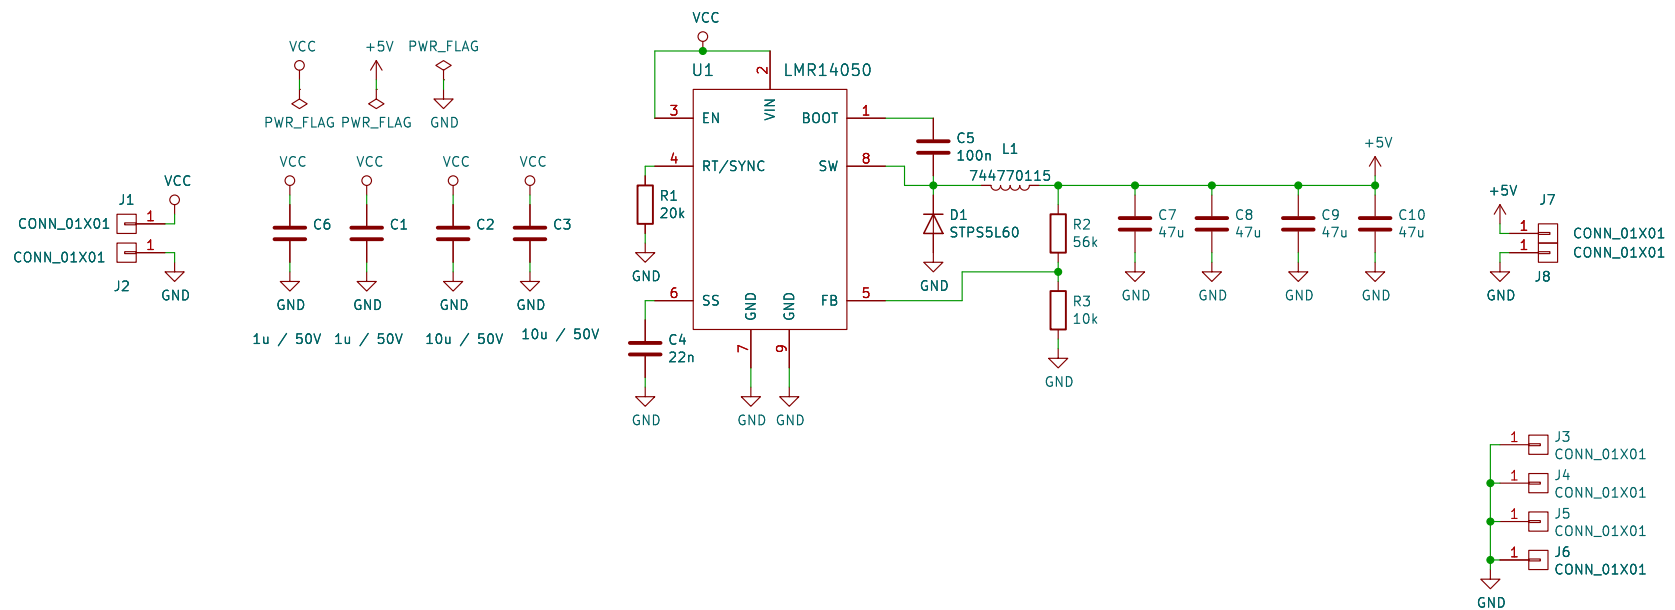 VCC
PWR_FLAG
+5V
PWR_FLAG
PWR_FLAG
GND
J1
VCC
CONN_01X01
1
CONN_01X01
1
J2
GND
VCC
C6
GND
1u / 50V
VCC
C1
GND
1u / 50V
VCC
C2
GND
10u / 50V
VCC
C3
GND
10u / 50V
VCC
U1
LMR14050
2
VIN
3
EN
4
RT/SYNC
6
SS
GND
7
GND
9
BOOT
1
SW
8
FB
5
R1
20k
GND
C4
22n
GND
GND
GND
C5
100n
L1
744770115
D1
STPS5L60
GND
R2
56k
R3
10k
GND
C7
47u
GND
C8
47u
GND
C9
47u
GND
+5V
C10
47u
GND
+5V
J7
1
CONN_01X01
1
CONN_01X01
J8
GND
1
J3
CONN_01X01
1
J4
CONN_01X01
1
J5
CONN_01X01
1
J6
CONN_01X01
GND